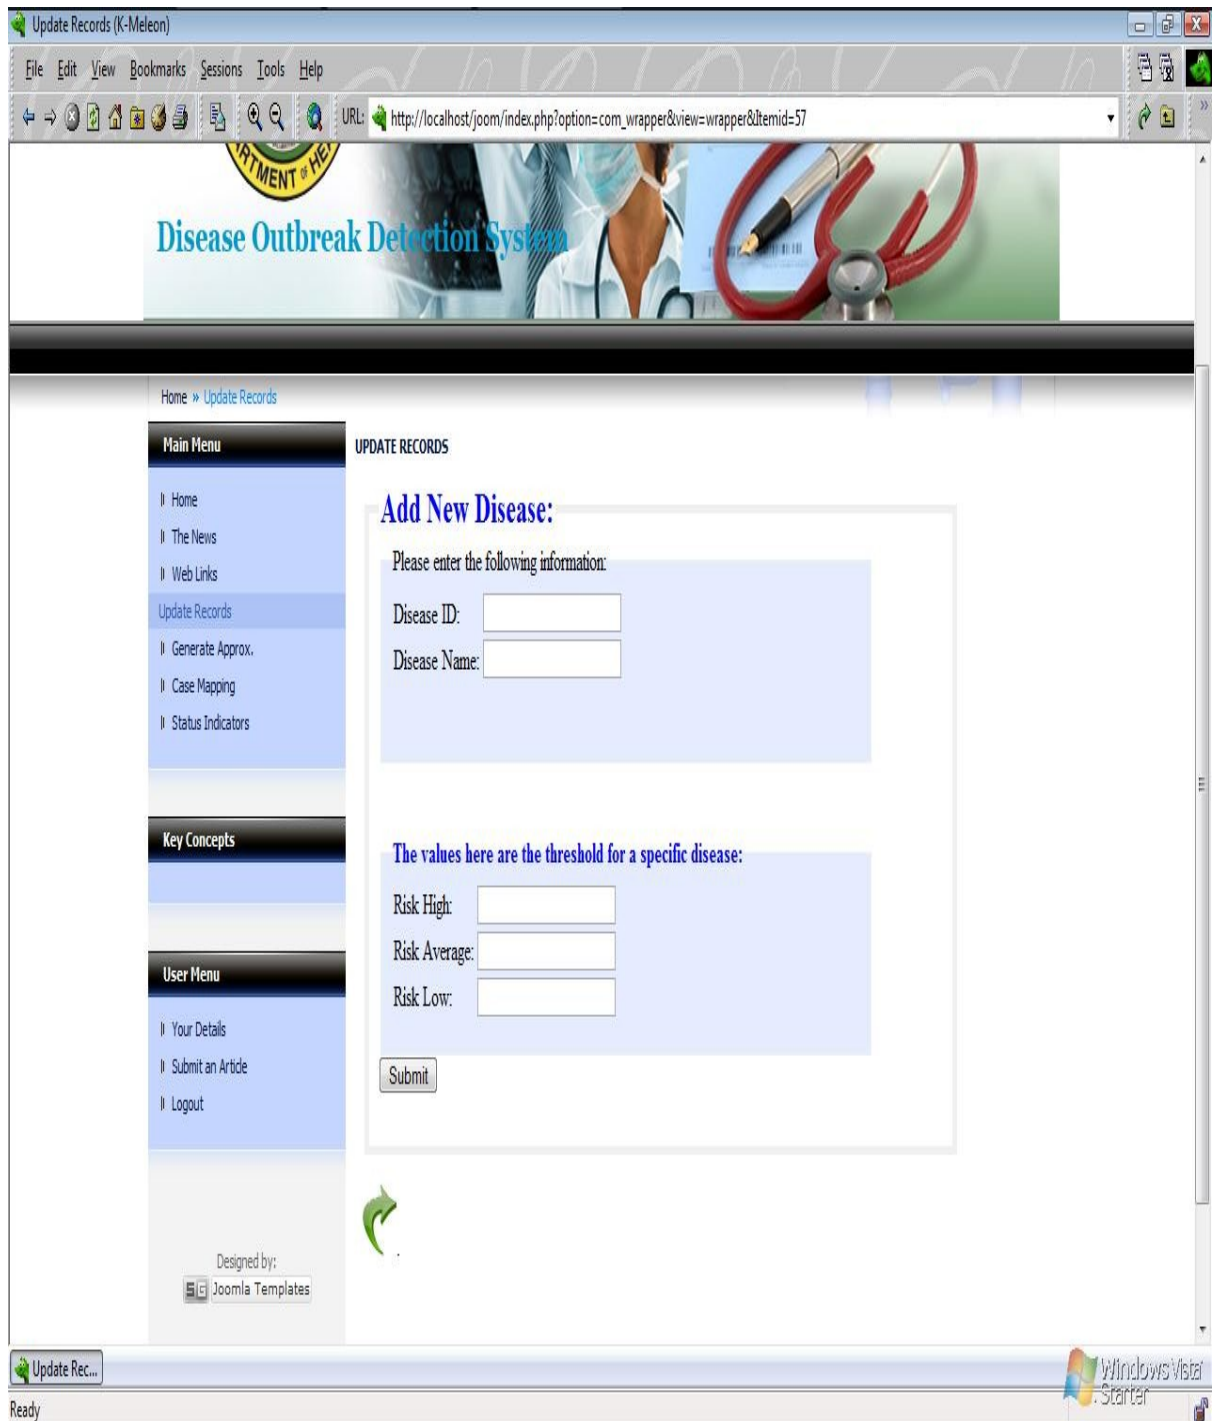 Update Records (K-Meleon)
File Edit View Bookmarks Sessions Tools Help
URL: http://localhost/joom/index.php?option=com_wrapper&view=wrapper&Itemid=57
RTMENT OF HE
Disease Outbreak Detection System
Home » Update Records
Main Menu
Home
The News
Web Links
Update Records
Generate Approx.
Case Mapping
Status Indicators
Key Concepts
User Menu
Your Details
Submit an Article
Logout
Designed by:
SG Joomla Templates
UPDATE RECORDS
Add New Disease:
Please enter the following information:
Disease ID:
Disease Name:
The values here are the threshold for a specific disease:
Risk High:
Risk Average:
Risk Low:
Submit
Update Rec...
Windows Vista
Starter
Ready